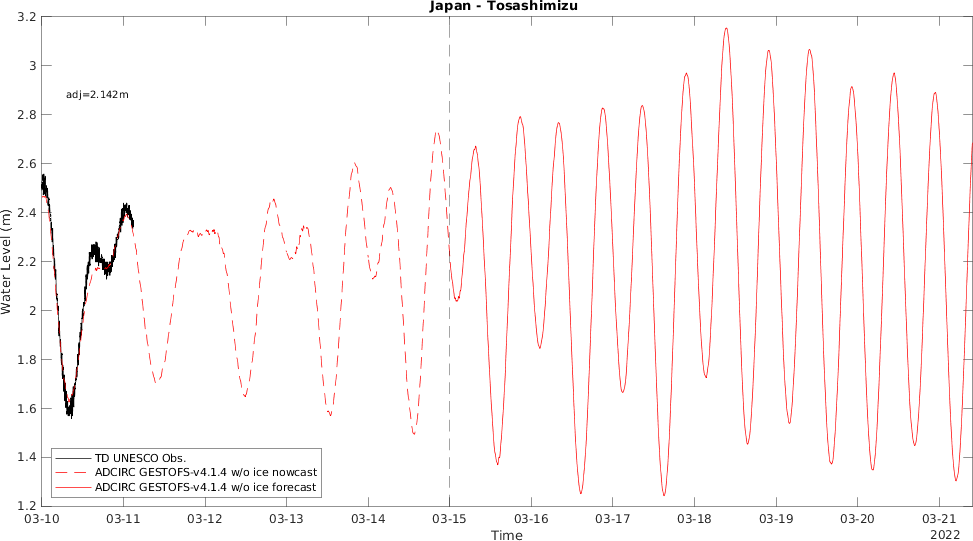 Japan - Tosashimizu
3.2
3
2.8
2.6
2.4
2.2
2
1.8
1.6
1.4
1.2
Water Level (m)
adj=2.142m
TD UNESCO Obs.
ADCIRC GESTOFS-v4.1.4 w/o ice nowcast
ADCIRC GESTOFS-v4.1.4 w/o ice forecast
03-10 03-11 03-12 03-13 03-14 03-15 03-16 03-17 03-18 03-19 03-20 03-21
Time
2022